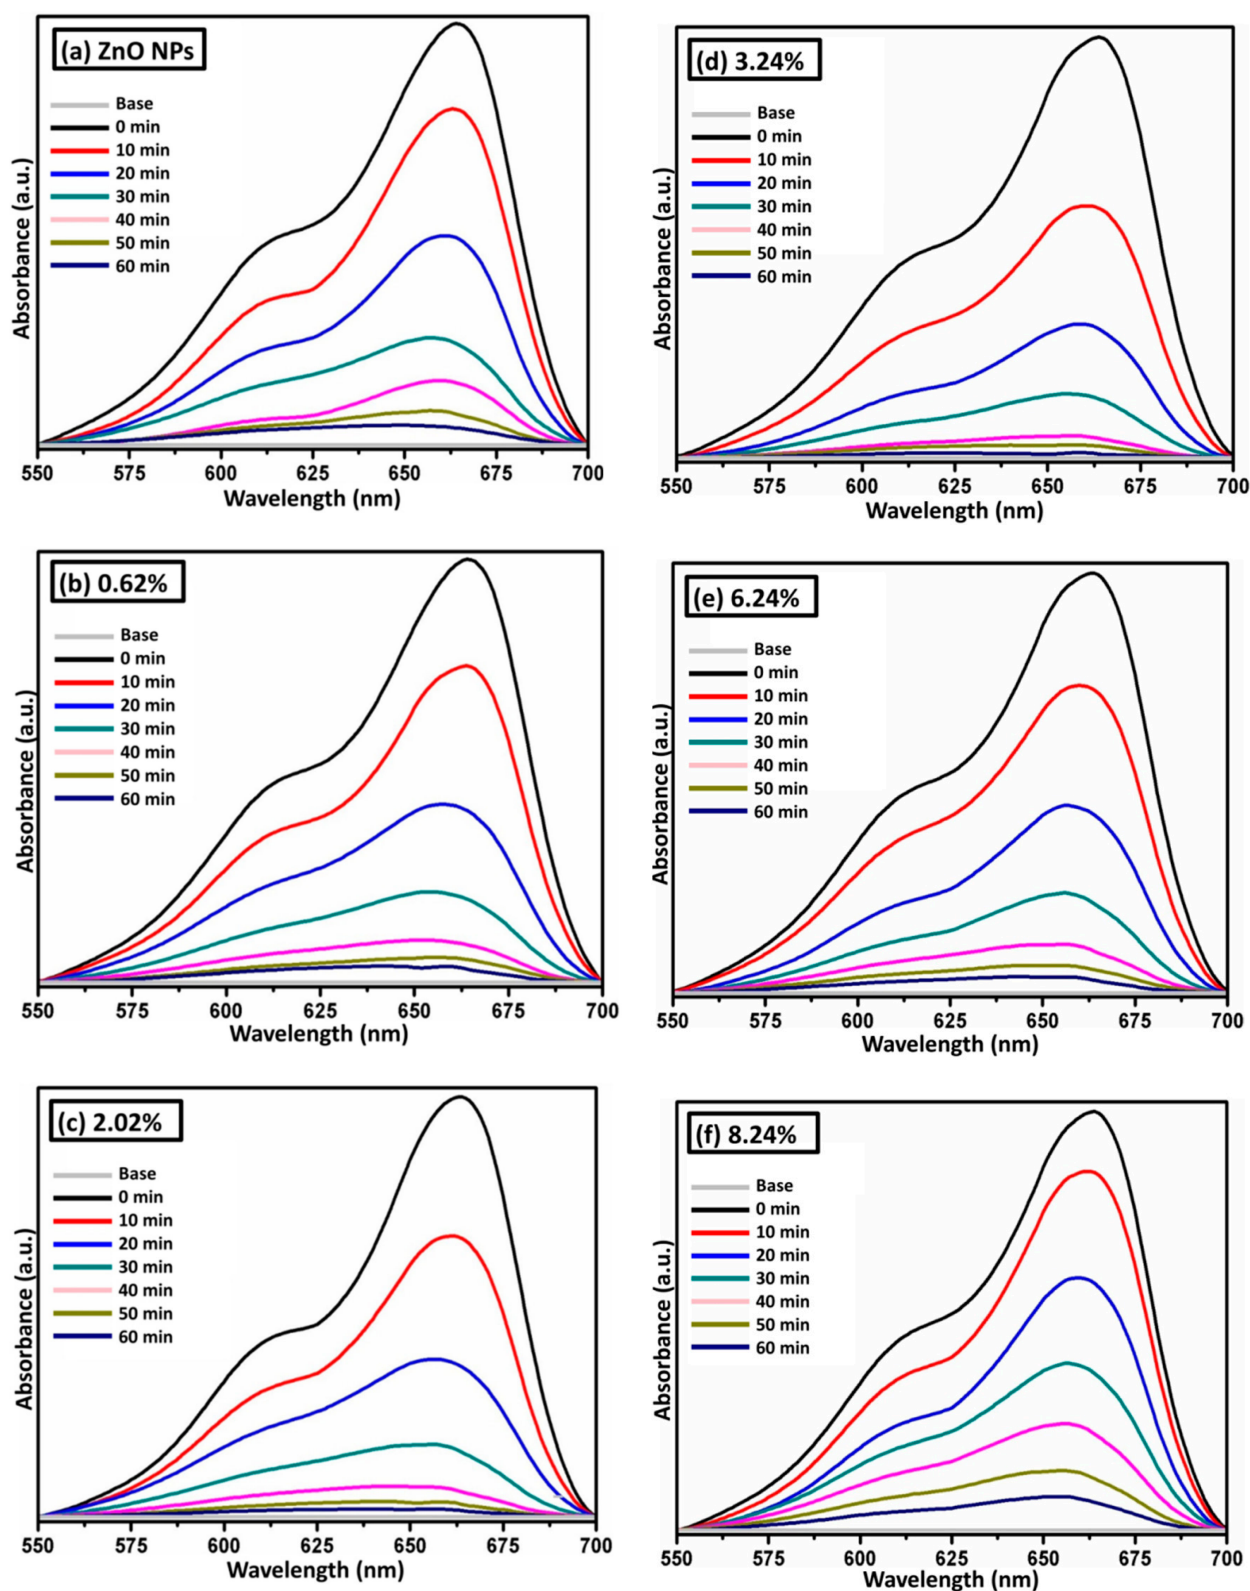 (a) ZnO NPs
Base
0 min
10 min
20 min
30 min
40 min
50 min
60 min
Absorbance (a.u.)
550 575 600 625 650 675 700
Wavelength (nm)
(d) 3.24%
Base
0 min
10 min
20 min
30 min
40 min
50 min
60 min
Absorbance (a.u.)
550 575 600 625 650 675 700
Wavelength (nm)
(b) 0.62%
Base
0 min
10 min
20 min
30 min
40 min
50 min
60 min
Absorbance (a.u.)
550 575 600 625 650 675 700
Wavelength (nm)
(e) 6.24%
Base
0 min
10 min
20 min
30 min
40 min
50 min
60 min
Absorbance (a.u.)
550 575 600 625 650 675 700
Wavelength (nm)
(c) 2.02%
Base
0 min
10 min
20 min
30 min
40 min
50 min
60 min
Absorbance (a.u.)
550 575 600 625 650 675 700
Wavelength (nm)
(f) 8.24%
Base
0 min
10 min
20 min
30 min
40 min
50 min
60 min
Absorbance (a.u.)
550 575 600 625 650 675 700
Wavelength (nm)